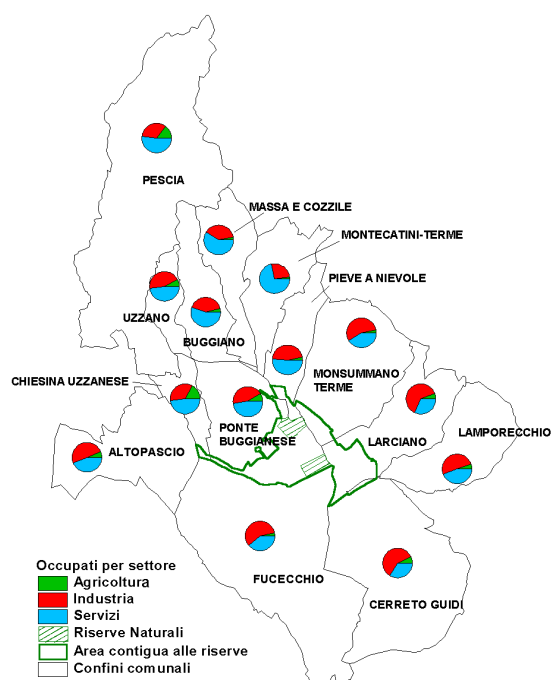 PESCIA
MASSA E COZZILE
MONTECATINI-TERME
PIEVE A NIEVOLE
UZZANO
BUGGIANO
MONSUMMANO
TERME
CHIESINA UZZANESE
PONTE
BUGGIANESE
LARCIANO
LAMPORECCHIO
ALTOPASCIO
FUCECCHIO
CERRETO GUIDI
Occupati per settore
Agricoltura
Industria
Servizi
Riserve Naturali
Area contigua alle riserve
Confini comunali